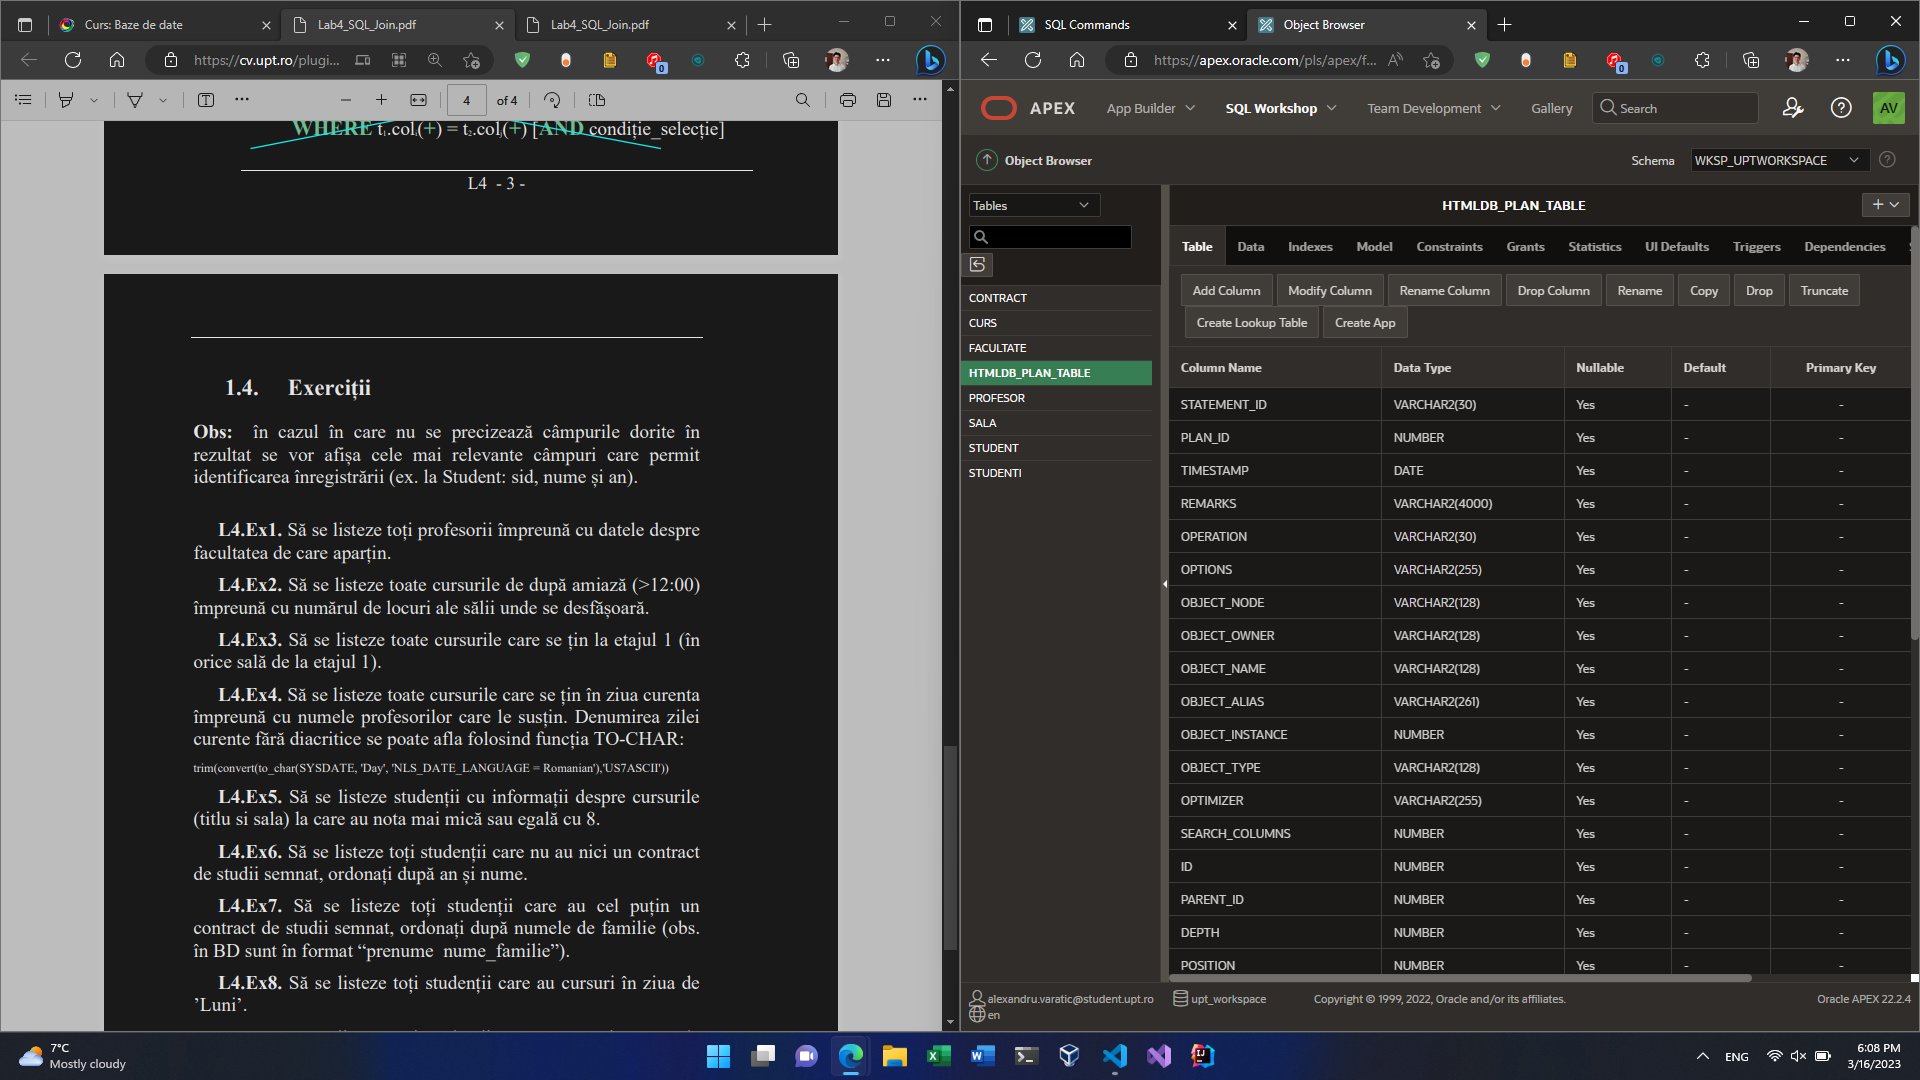 Curs: Baze de date
Lab4_SQL_Join.pdf
Lab4_SQL_Join.pdf
https://cv.upt.ro/plugi...
4 of 4
WHERE t1.col(+) = t2.col(+) [AND condiție_selecție]
L4 - 3 -
1.4. Exerciții
Obs: în cazul în care nu se precizează câmpurile dorite în
rezultat se vor afișa cele mai relevante câmpuri care permit
identificarea înregistrării (ex. la Student: sid, nume și an).
L4.Ex1. Să se listeze toți profesorii împreună cu datele despre
facultatea de care aparțin.
L4.Ex2. Să se listeze toate cursurile de după amiază (>12:00)
împreună cu numărul de locuri ale sălii unde se desfășoară.
L4.Ex3. Să se listeze toate cursurile care se țin la etajul 1 (în
orice sală de la etajul 1).
L4.Ex4. Să se listeze toate cursurile care se țin în ziua curenta
împreună cu numele profesorilor care le susțin. Denumirea zilei
curente fără diacritice se poate afla folosind funcția TO-CHAR:
trim(convert(to_char(SYSDATE, 'Day', 'NLS_DATE_LANGUAGE = Romanian'),'US7ASCII'))
L4.Ex5. Să se listeze studenții cu informații despre cursurile
(titlu si sala) la care au nota mai mică sau egală cu 8.
L4.Ex6. Să se listeze toți studenții care nu au nici un contract
de studii semnat, ordonați după an și nume.
L4.Ex7. Să se listeze toți studenții care au cel puțin un
contract de studii semnat, ordonați după numele de familie (obs.
în BD sunt în format “prenume nume_familie”).
L4.Ex8. Să se listeze toți studenții care au cursuri în ziua de
’Luni’.
SQL Commands
Object Browser
https://apex.oracle.com/pls/apex/f...
APEX App Builder SQL Workshop Team Development Gallery Search AV
Object Browser Schema WKSP_UPTWORKSPACE
Tables
CONTRACT
CURS
FACULTATE
HTMLDB_PLAN_TABLE
PROFESOR
SALA
STUDENT
STUDENTI
HTMLDB_PLAN_TABLE
Table Data Indexes Model Constraints Grants Statistics UI Defaults Triggers Dependencies
Add Column Modify Column Rename Column Drop Column Rename Copy Drop Truncate
Create Lookup Table Create App
Column Name Data Type Nullable Default Primary Key
STATEMENT_ID VARCHAR2(30) Yes - -
PLAN_ID NUMBER Yes - -
TIMESTAMP DATE Yes - -
REMARKS VARCHAR2(4000) Yes - -
OPERATION VARCHAR2(30) Yes - -
OPTIONS VARCHAR2(255) Yes - -
OBJECT_NODE VARCHAR2(128) Yes - -
OBJECT_OWNER VARCHAR2(128) Yes - -
OBJECT_NAME VARCHAR2(128) Yes - -
OBJECT_ALIAS VARCHAR2(261) Yes - -
OBJECT_INSTANCE NUMBER Yes - -
OBJECT_TYPE VARCHAR2(128) Yes - -
OPTIMIZER VARCHAR2(255) Yes - -
SEARCH_COLUMNS NUMBER Yes - -
ID NUMBER Yes - -
PARENT_ID NUMBER Yes - -
DEPTH NUMBER Yes - -
POSITION NUMBER Yes - -
alexandru.varatic@student.upt.ro upt_workspace Copyright © 1999, 2022, Oracle and/or its affiliates. Oracle APEX 22.2.4
en
7°C
Mostly cloudy
ENG
6:08 PM
3/16/2023